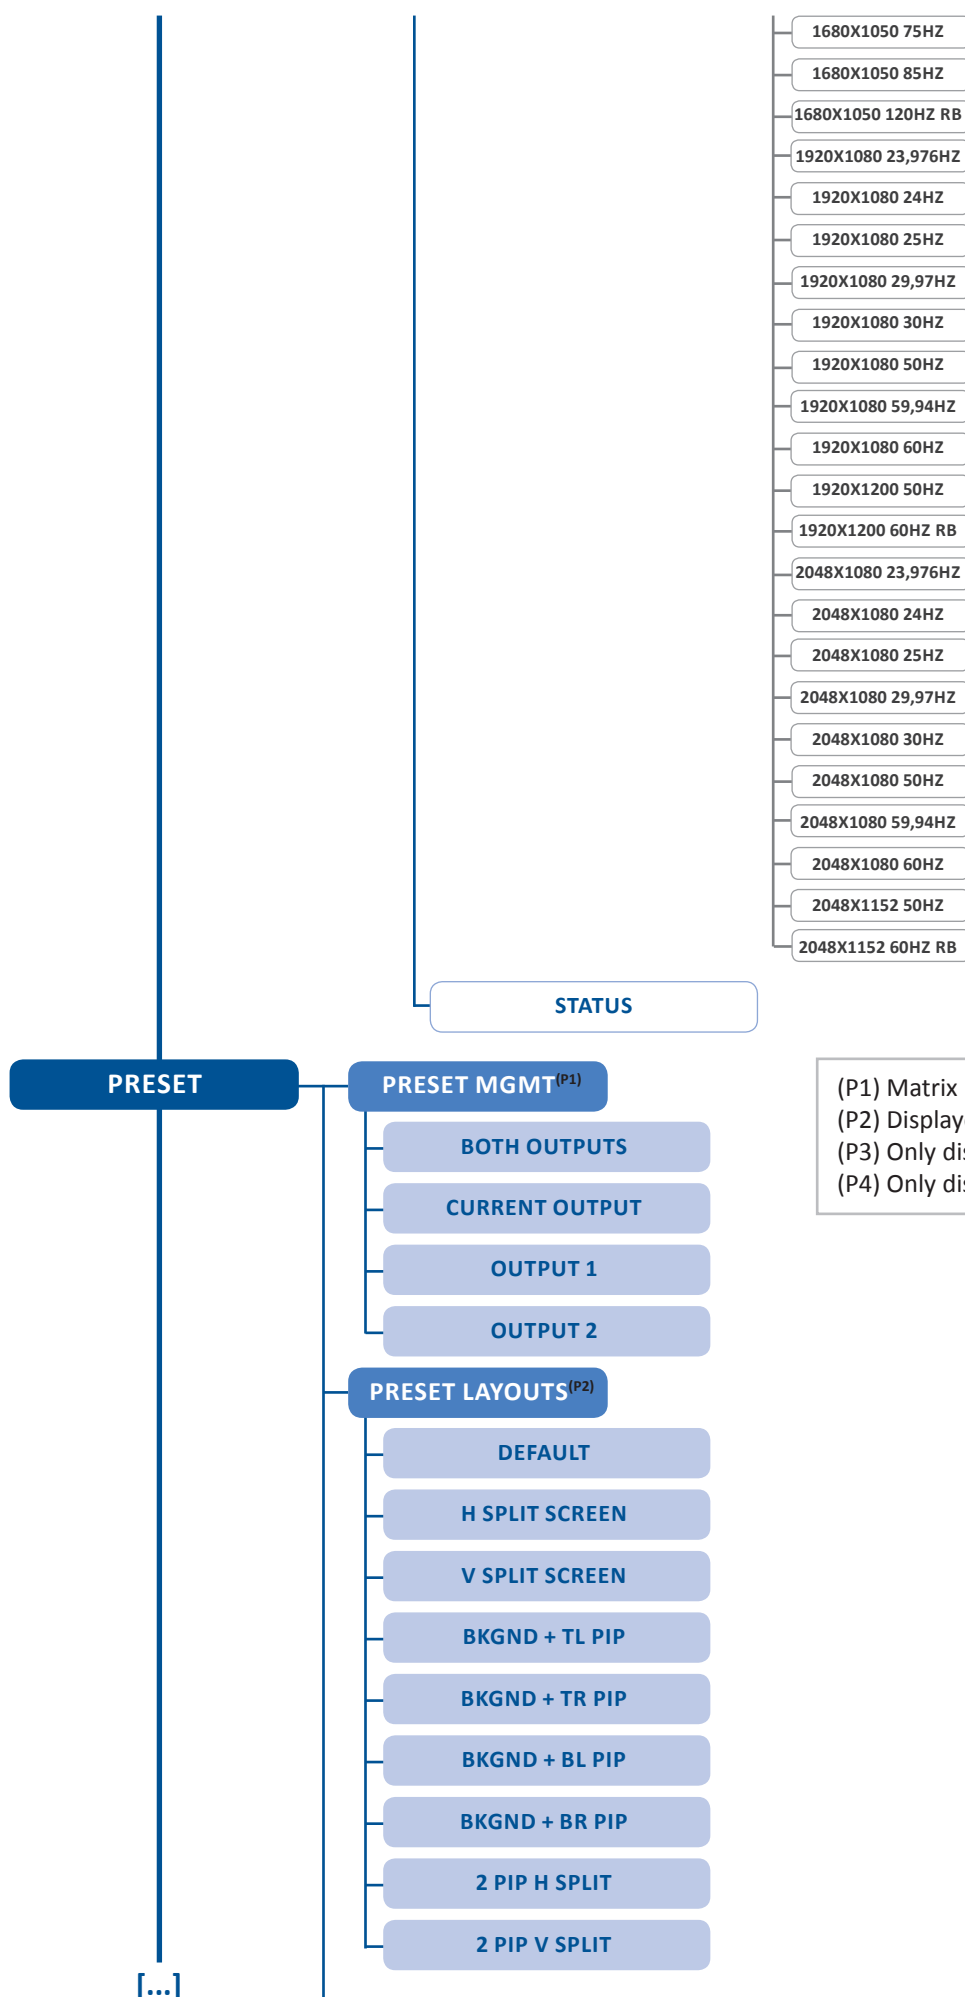 1680X1050 75HZ
1680X1050 85HZ
1680X1050 120HZ RB
1920X1080 23,976HZ
1920X1080 24HZ
1920X1080 25HZ
1920X1080 29,97HZ
1920X1080 30HZ
1920X1080 50HZ
1920X1080 59,94HZ
1920X1080 60HZ
1920X1200 50HZ
1920X1200 60HZ RB
2048X1080 23,976HZ
2048X1080 24HZ
2048X1080 25HZ
2048X1080 29,97HZ
2048X1080 30HZ
2048X1080 50HZ
2048X1080 59,94HZ
2048X1080 60HZ
2048X1152 50HZ
2048X1152 60HZ RB
STATUS
PRESET
PRESET MGMT(P1)
BOTH OUTPUTS
CURRENT OUTPUT
OUTPUT 1
OUTPUT 2
(P1) Matrix
(P2) Display
(P3) Only
(P4) Only
PRESET LAYOUTS(P2)
DEFAULT
H SPLIT SCREEN
V SPLIT SCREEN
BKGND + TL PIP
BKGND + TR PIP
BKGND + BL PIP
BKGND + BR PIP
2 PIP H SPLIT
2 PIP V SPLIT
[...]